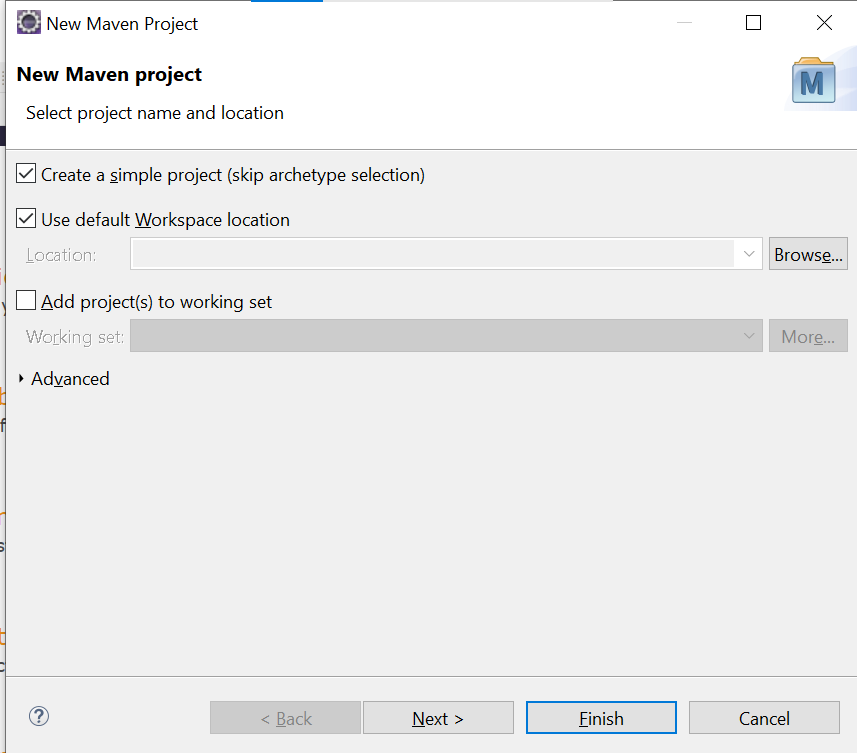 New Maven Project
New Maven project
M
Select project name and location
Create a simple project (skip archetype selection)
Use default Workspace location
Location:
Browse...
Add project(s) to working set
Working set:
More...
Advanced
?
< Back
Next >
Finish
Cancel